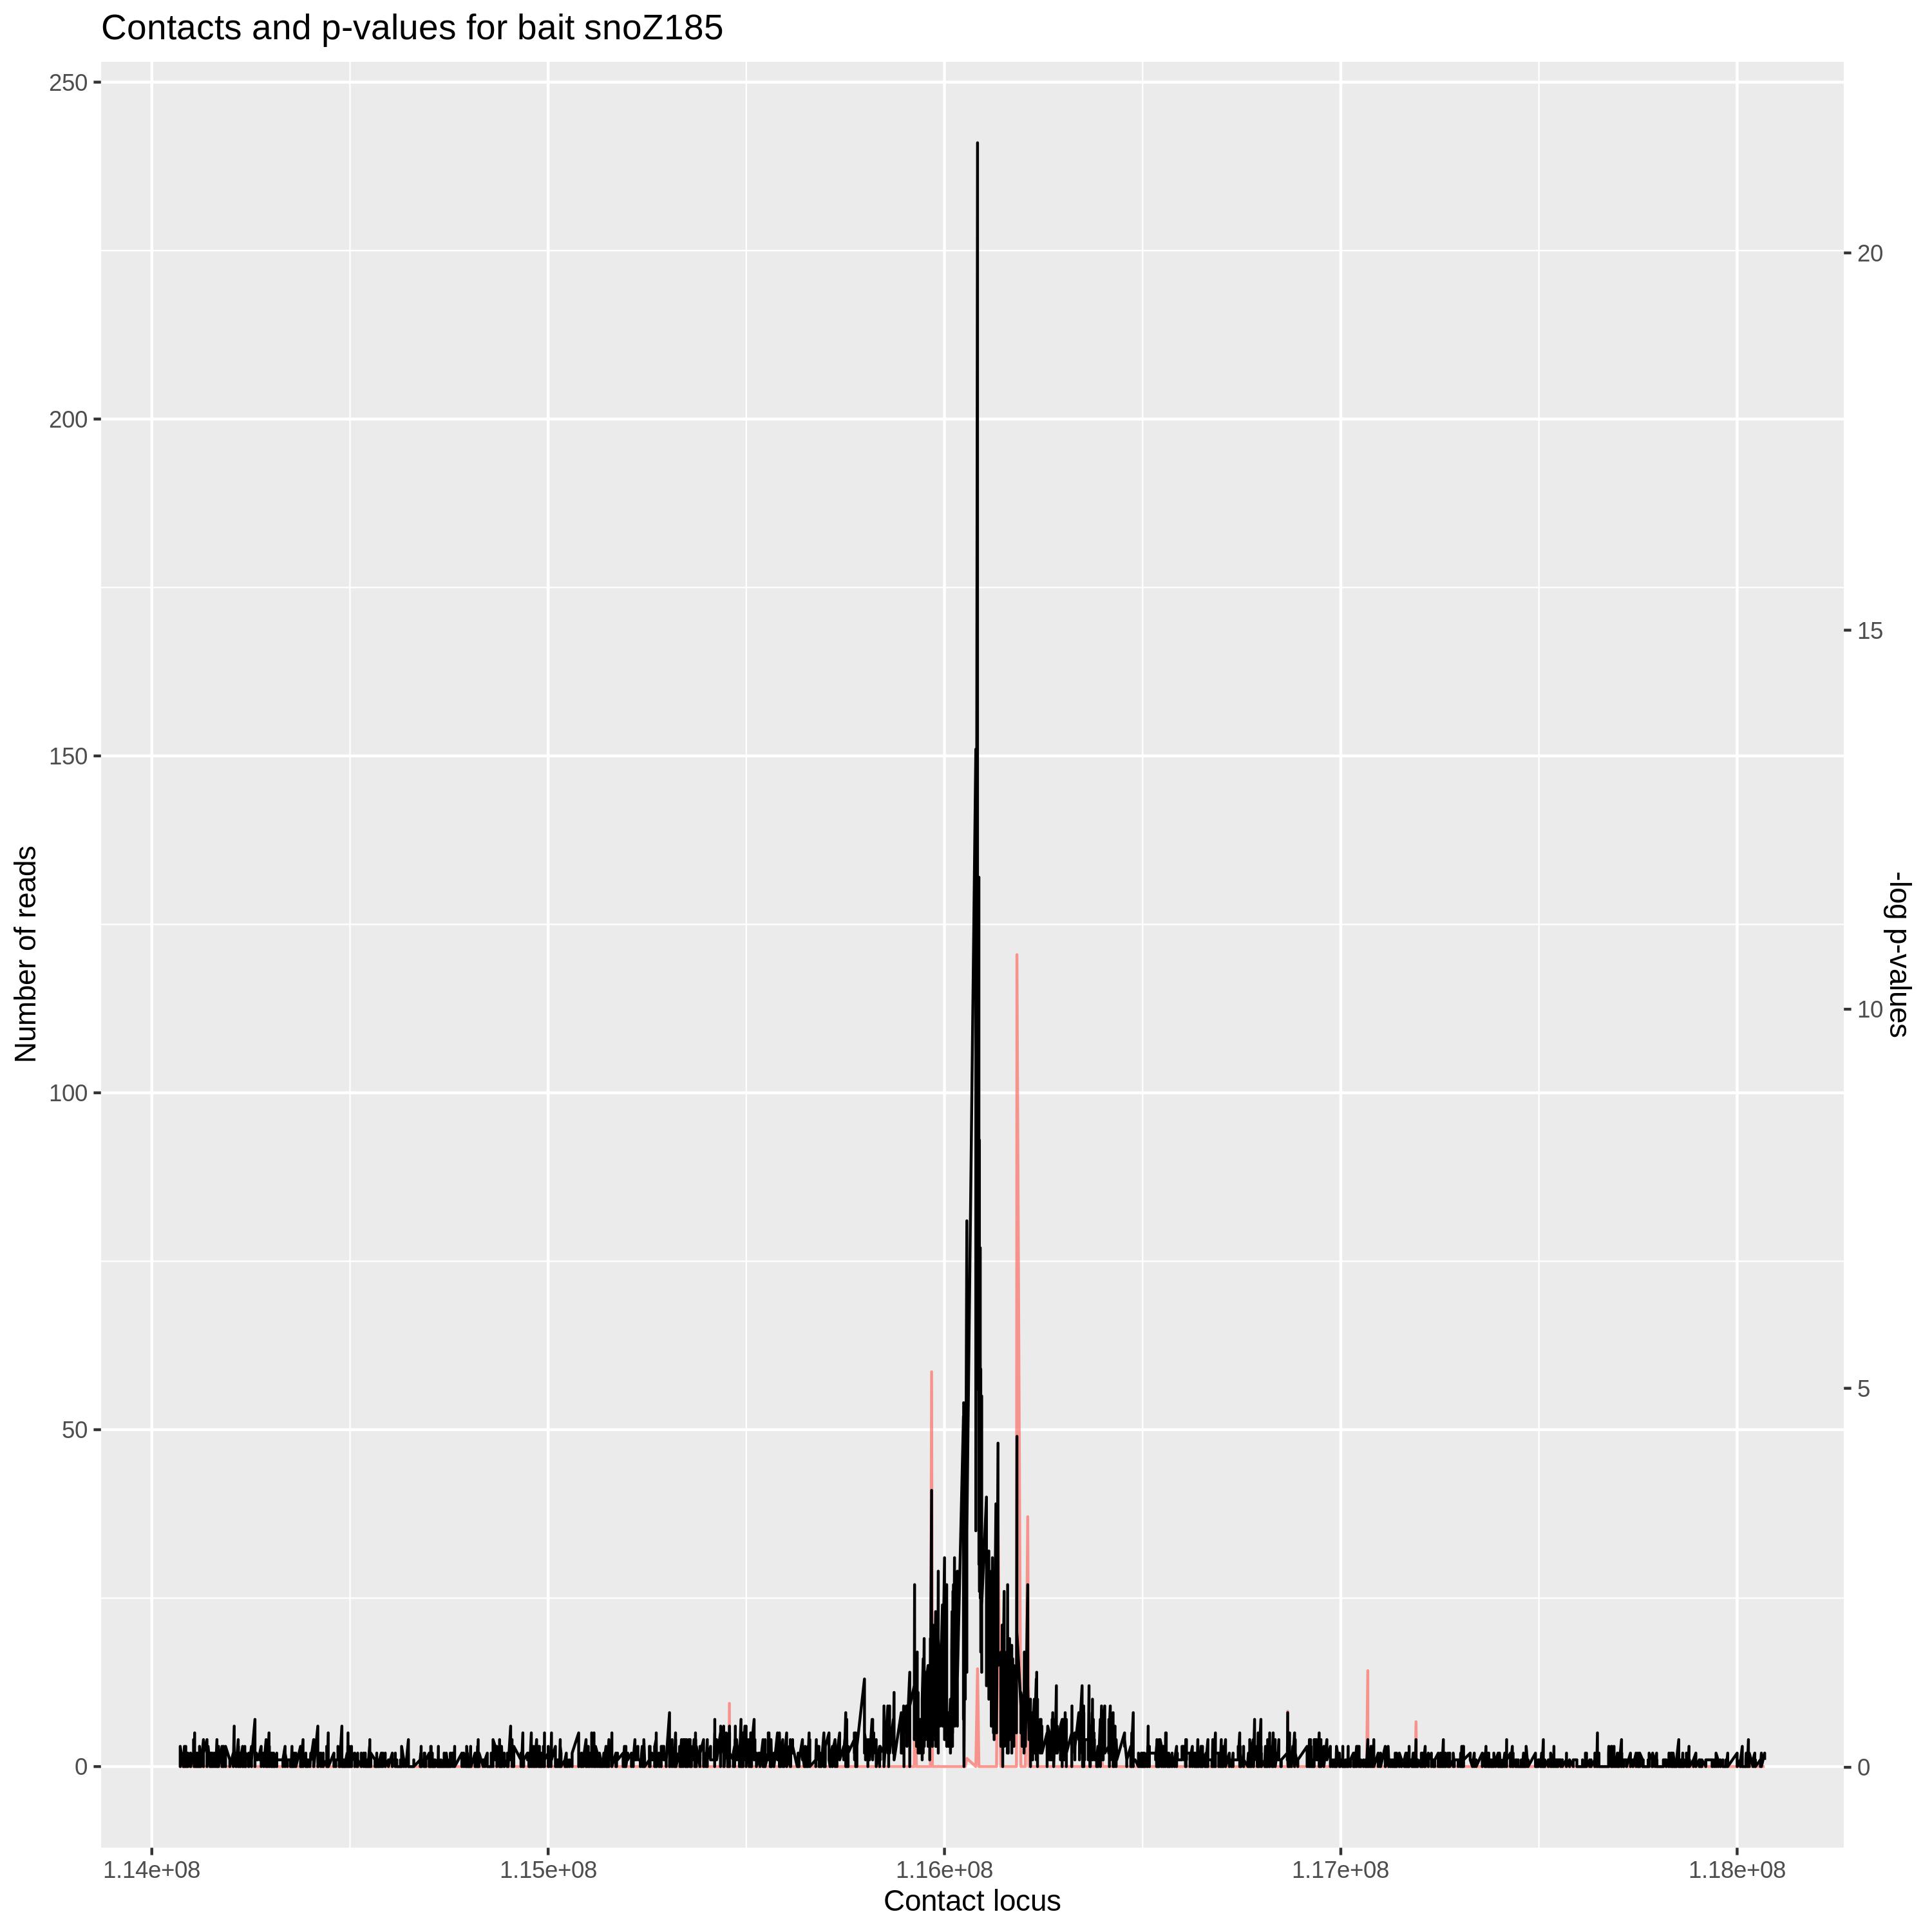 Contacts and p-values for bait snoZ185
250
200
150
100
50
0
Number of reads
20
15
10
5
0
-log p-values
1.14e+08 1.15e+08 1.16e+08 1.17e+08 1.18e+08
Contact locus